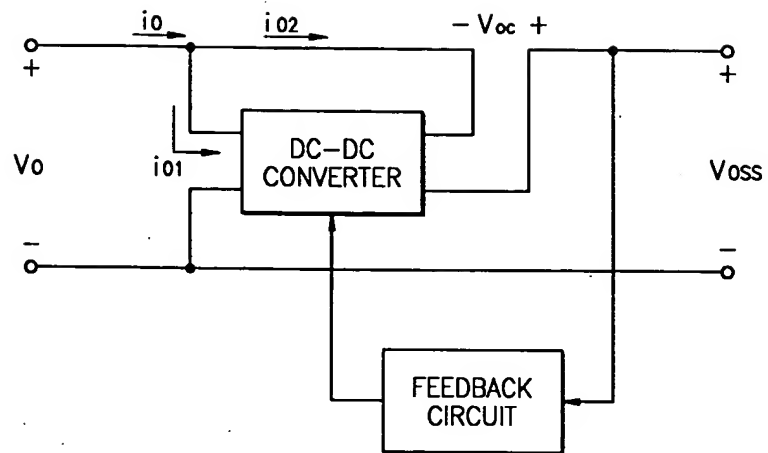 io io2 - Voc +
+ +
io1 DC-DC
CONVERTER
Vo Voss
- -
FEEDBACK
CIRCUIT